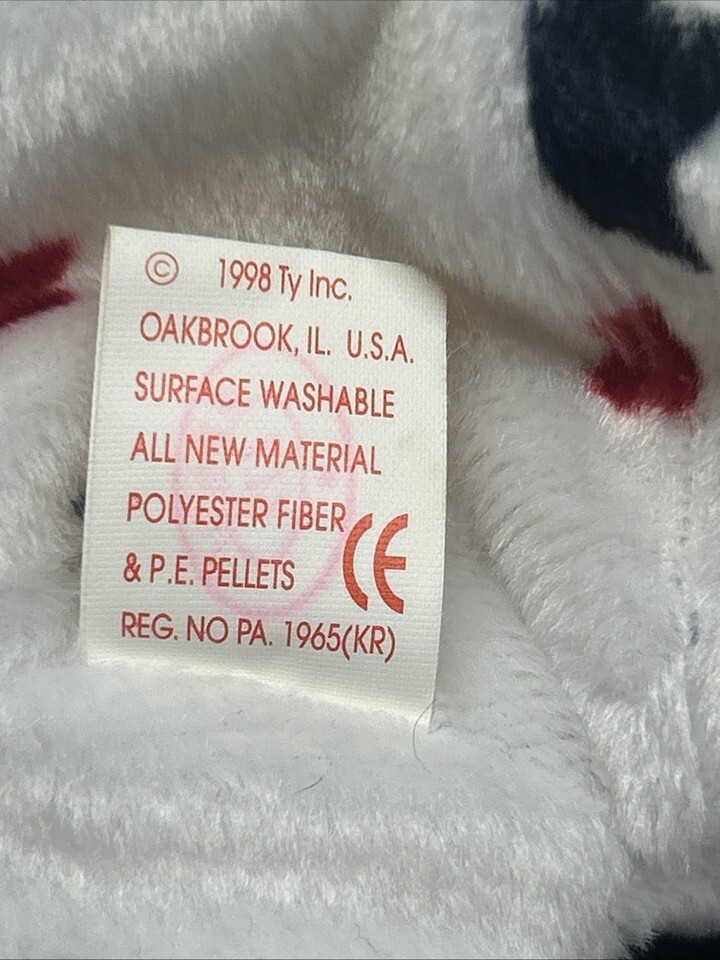 © 1998 Ty Inc.
OAKBROOK, IL. U.S.A.
SURFACE WASHABLE
ALL NEW MATERIAL
POLYESTER FIBER
& P.E. PELLETS CE
REG. NO PA. 1965(KR)